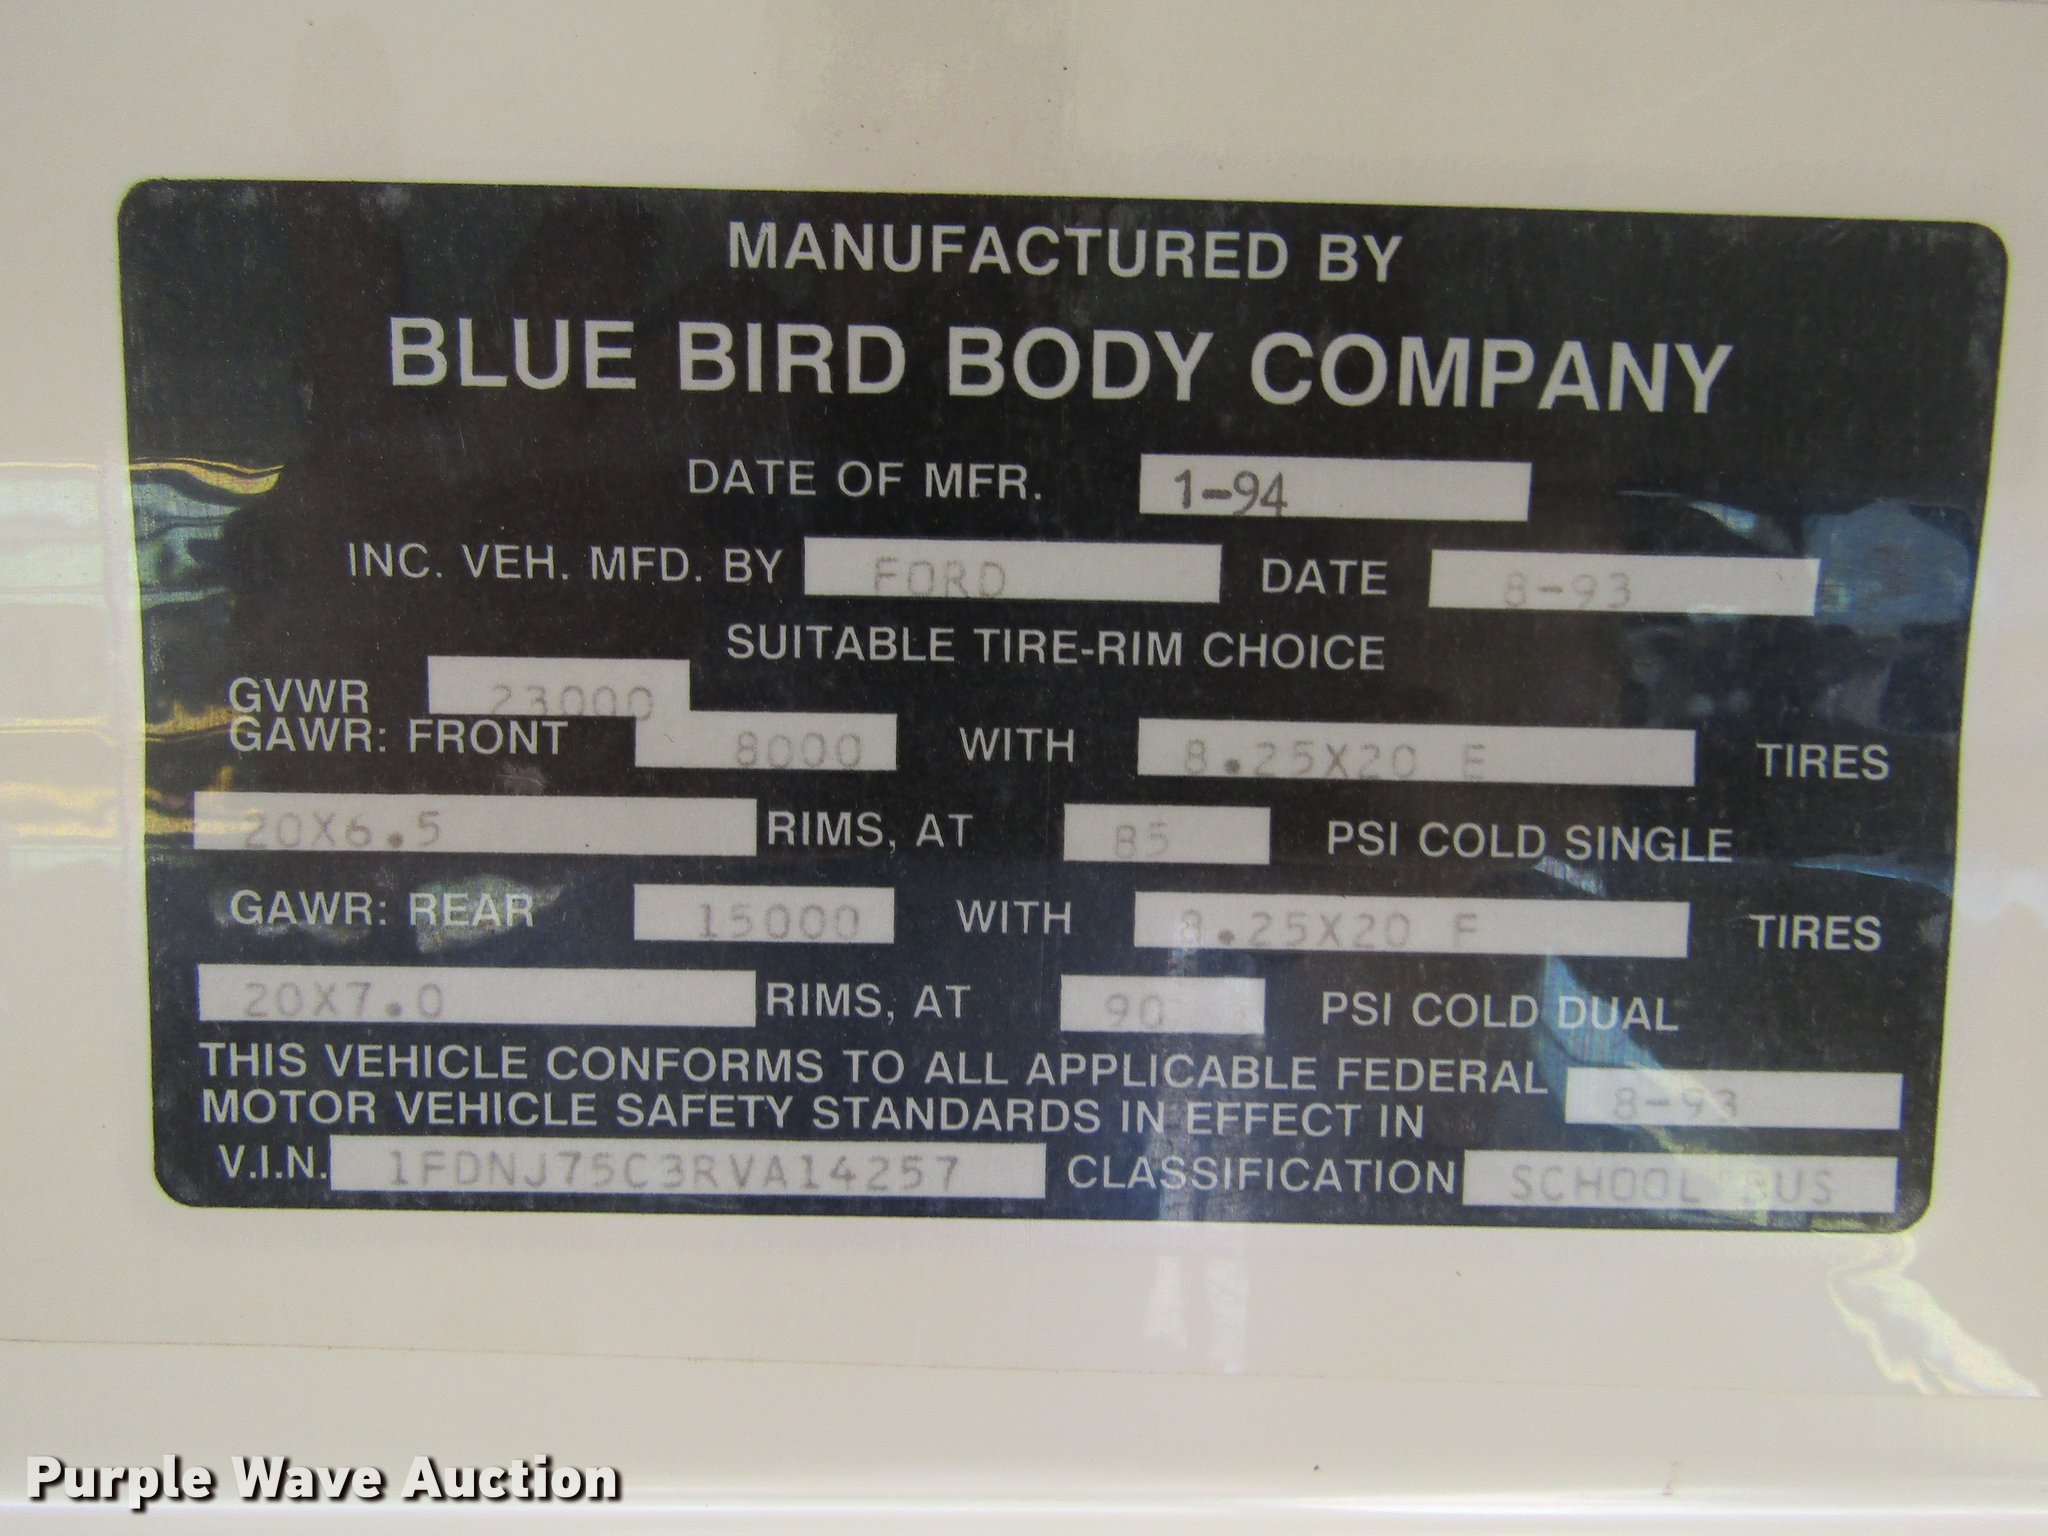 MANUFACTURED BY
BLUE BIRD BODY COMPANY
DATE OF MFR. 1-94
INC. VEH. MFD. BY FORD DATE 8-93
SUITABLE TIRE-RIM CHOICE
GVWR 23000
GAWR: FRONT 8000 WITH 8.25X20 E TIRES
20X6.5 RIMS, AT 85 PSI COLD SINGLE
GAWR: REAR 15000 WITH 8.25X20 F TIRES
20X7.0 RIMS, AT 90 PSI COLD DUAL
THIS VEHICLE CONFORMS TO ALL APPLICABLE FEDERAL
MOTOR VEHICLE SAFETY STANDARDS IN EFFECT IN 8-93
V.I.N. 1FDNJ75C3RVA14257 CLASSIFICATION SCHOOL BUS
Purple Wave Auction